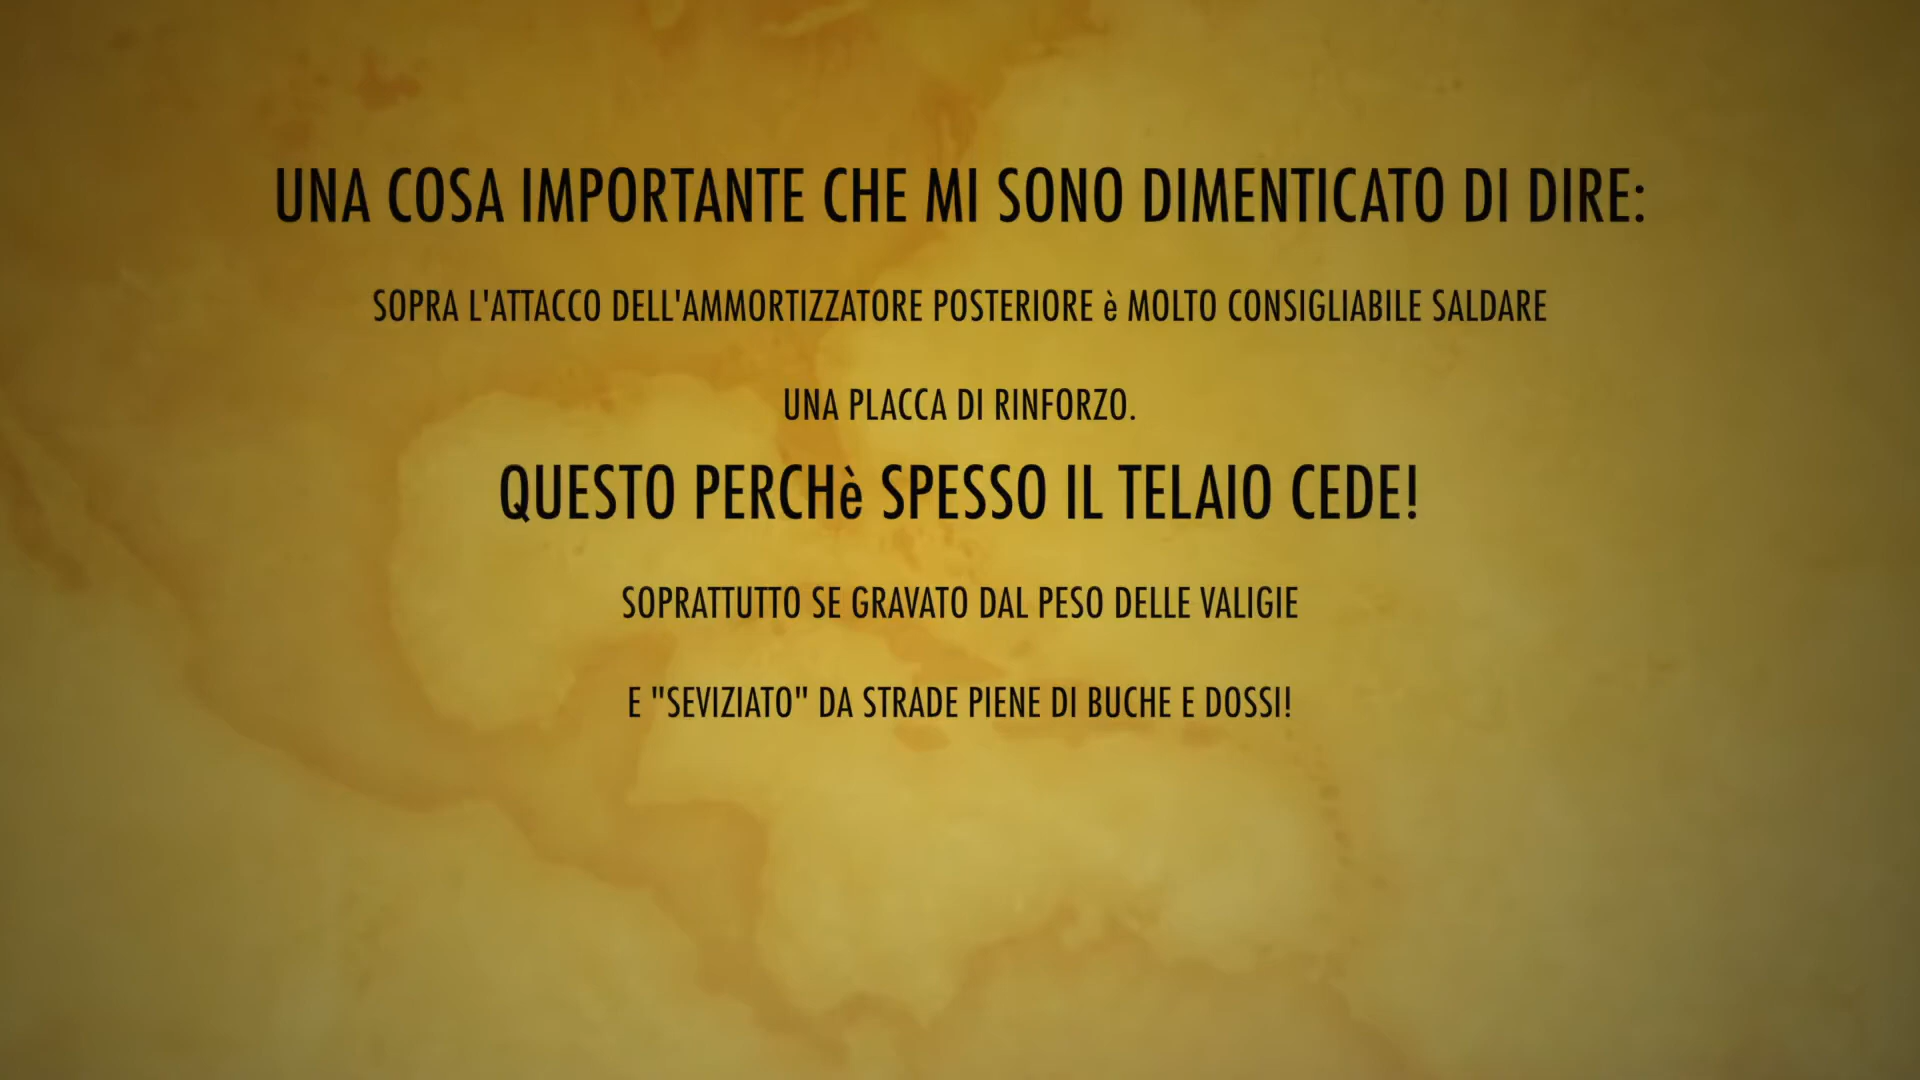 UNA COSA IMPORTANTE CHE MI SONO DIMENTICATO DI DIRE:
SOPRA L'ATTACCO DELL'AMMORTIZZATORE POSTERIORE è MOLTO CONSIGLIABILE SALDARE
UNA PLACCA DI RINFORZO.
QUESTO PERCHè SPESSO IL TELAIO CEDE!
SOPRATTUTTO SE GRAVATO DAL PESO DELLE VALIGIE
E "SEVIZIATO" DA STRADE PIENE DI BUCHE E DOSSI!